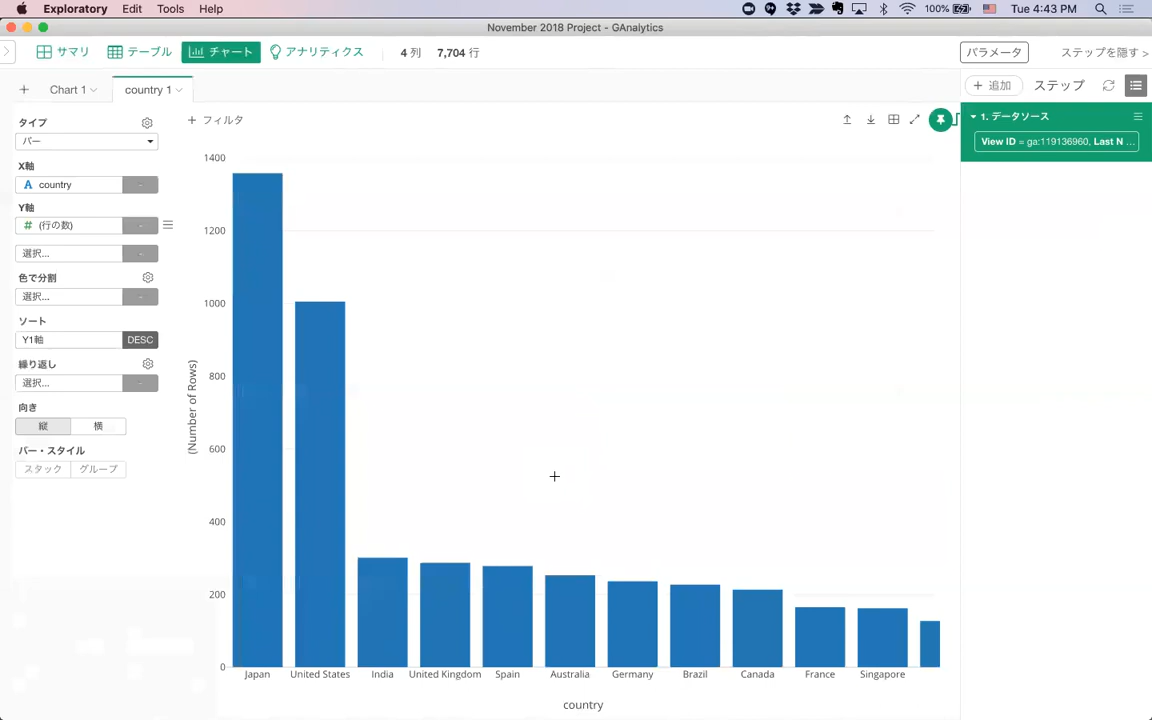 Exploratory Edit Tools Help 100% Tue 4:43 PM
November 2018 Project - GAnalytics
サマリ テーブル チャート アナリティクス 4 列 7,704 行 パラメータ ステップを隠す >
+ Chart 1 country 1 + 追加 ステップ
タイプ
+ フィルタ
バー
X軸
A country -
Y軸
# (行の数) -
選択... -
色で分割
選択... -
ソート
Y1軸 DESC
繰り返し
選択... -
向き
縦 横
バー・スタイル
スタック グループ
1400
1200
1000
800
600
400
200
0
(Number of Rows)
Japan United States India United Kingdom Spain Australia Germany Brazil Canada France Singapore
country
1. データソース
View ID = ga:119136960, Last N ...